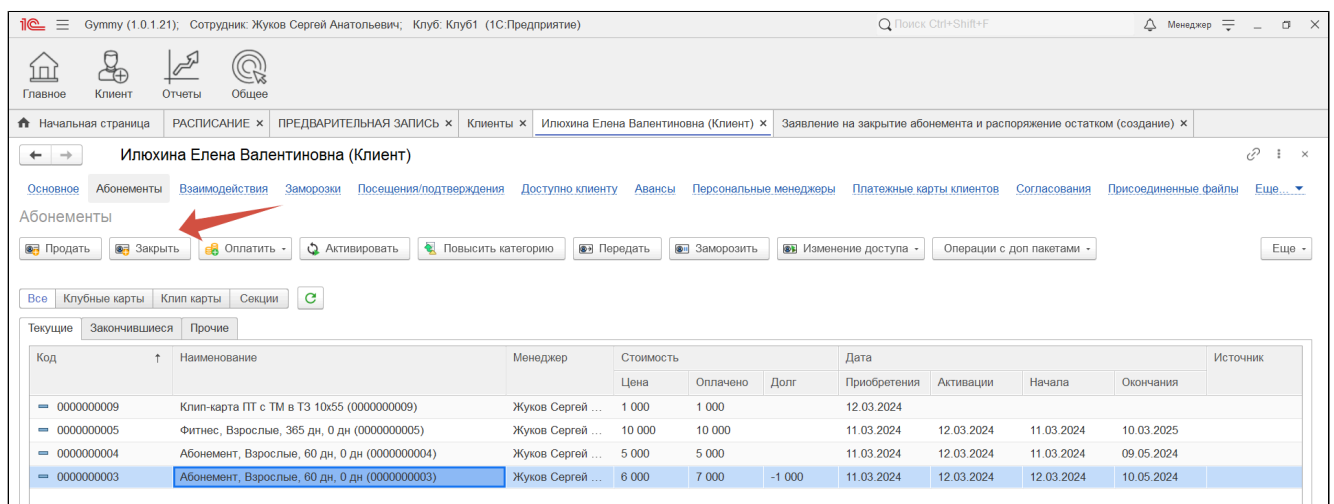 1С Gymmy (1.0.1.21); Сотрудник: Жуков Сергей Анатольевич; Клуб: Клуб1 (1С:Предприятие) Поиск Ctrl+Shift+F Менеджер
Главное Клиент Отчеты Общее
Начальная страница РАСПИСАНИЕ × ПРЕДВАРИТЕЛЬНАЯ ЗАПИСЬ × Клиенты × Илюхина Елена Валентиновна (Клиент) × Заявление на закрытие абонемента и распоряжение остатком (создание) ×
Илюхина Елена Валентиновна (Клиент)
Основное Абонементы Взаимодействия Заморозки Посещения/подтверждения Доступно клиенту Авансы Персональные менеджеры Платежные карты клиентов Согласования Присоединенные файлы Еще...
Абонементы
Продать Закрыть Оплатить Активировать Повысить категорию Передать Заморозить Изменение доступа Операции с доп пакетами Еще
Все Клубные карты Клип карты Секции
Текущие Закончившиеся Прочие
Код ↑ Наименование Менеджер Стоимость Дата Источник
Цена Оплачено Долг Приобретения Активации Начала Окончания
0000000009 Клип-карта ПТ с ТМ в ТЗ 10x55 (0000000009) Жуков Сергей ... 1 000 1 000 12.03.2024
0000000005 Фитнес, Взрослые, 365 дн, 0 дн (0000000005) Жуков Сергей ... 10 000 10 000 11.03.2024 12.03.2024 11.03.2024 10.03.2025
0000000004 Абонемент, Взрослые, 60 дн, 0 дн (0000000004) Жуков Сергей ... 5 000 5 000 11.03.2024 12.03.2024 11.03.2024 09.05.2024
0000000003 Абонемент, Взрослые, 60 дн, 0 дн (0000000003) Жуков Сергей ... 6 000 7 000 -1 000 11.03.2024 12.03.2024 12.03.2024 10.05.2024